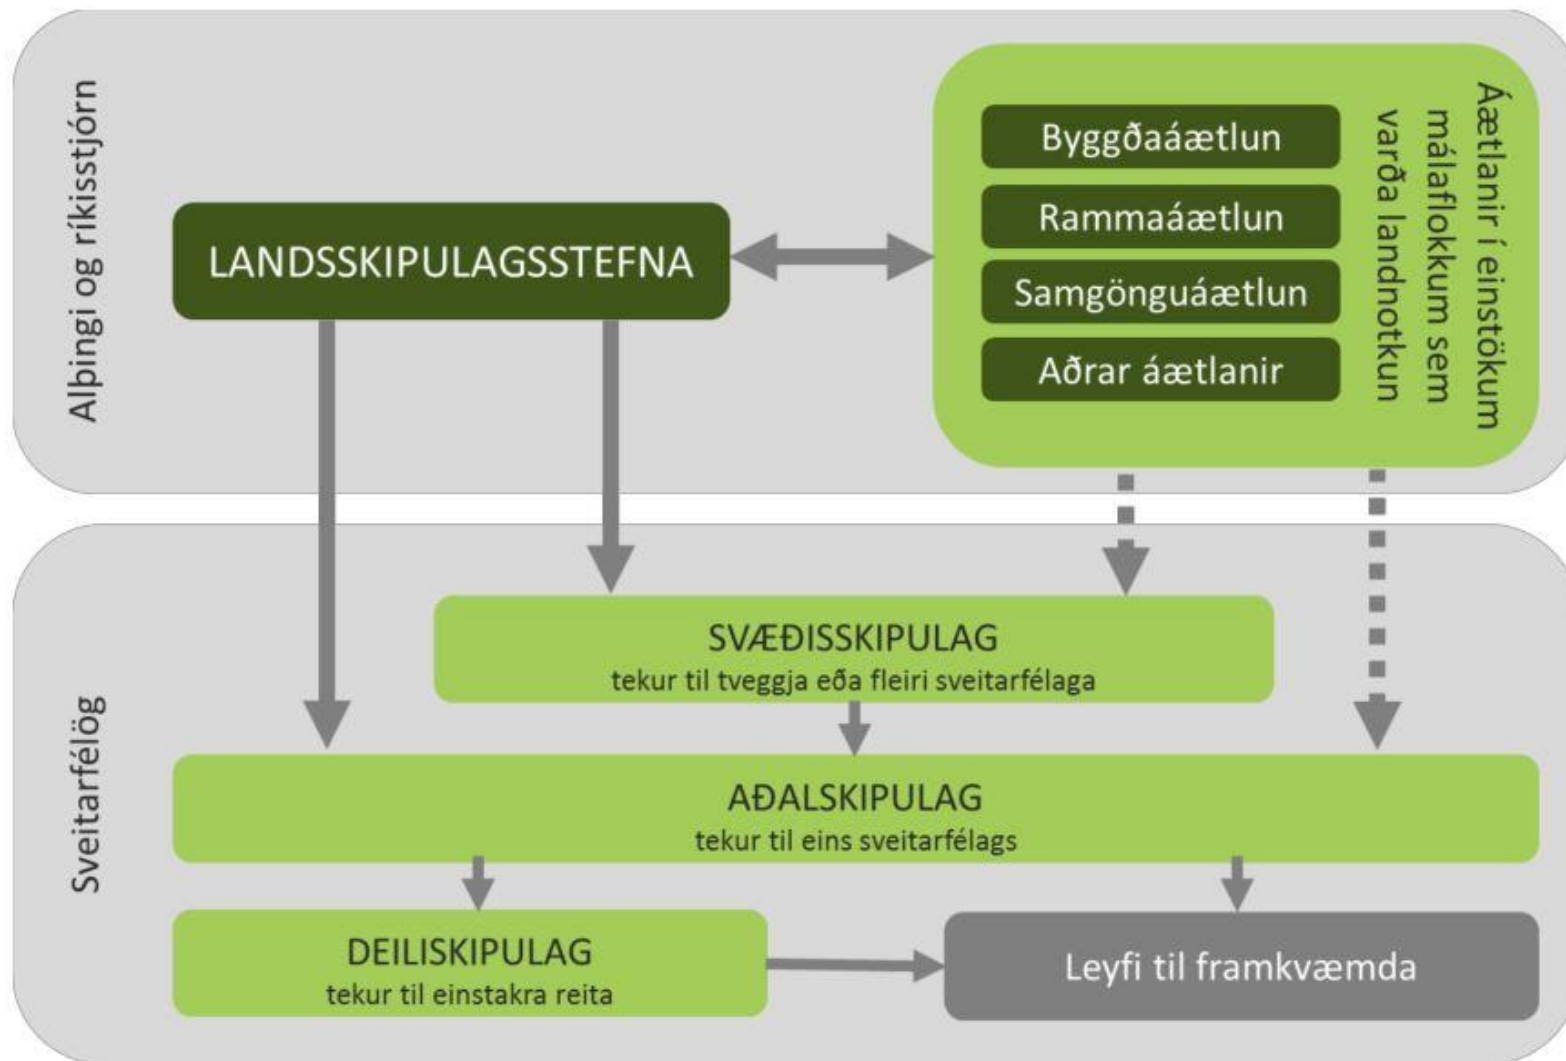 Alþingi og ríkisstjórn
LANDSSKIPULAGSSTEFNA
Byggðaáætlun
Rammaáætlun
Samgönguáætlun
Aðrar áætlanir
Áætlanir í einstökum
málaflokkum sem
varða landnotkun
Sveitarfélög
SVÆÐISSKIPULAG
tekur til tveggja eða fleiri sveitarfélaga
AÐALSKIPULAG
tekur til eins sveitarfélags
DEILISKIPULAG
tekur til einstakra reita
Leyfi til framkvæmda